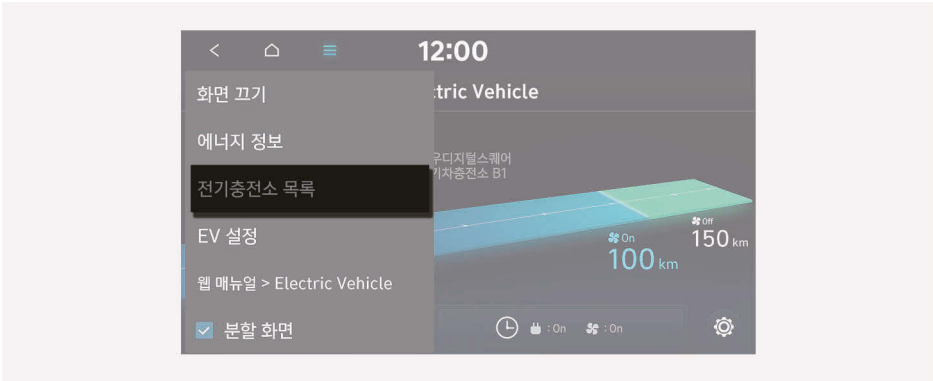 12:00
화면 끄기
에너지 정보
전기충전소 목록
EV 설정
웹 매뉴얼 > Electric Vehicle
분할 화면
ctric Vehicle
우디지털스퀘어
기차충전소 B1
Off
150 km
On
100 km
: On : On